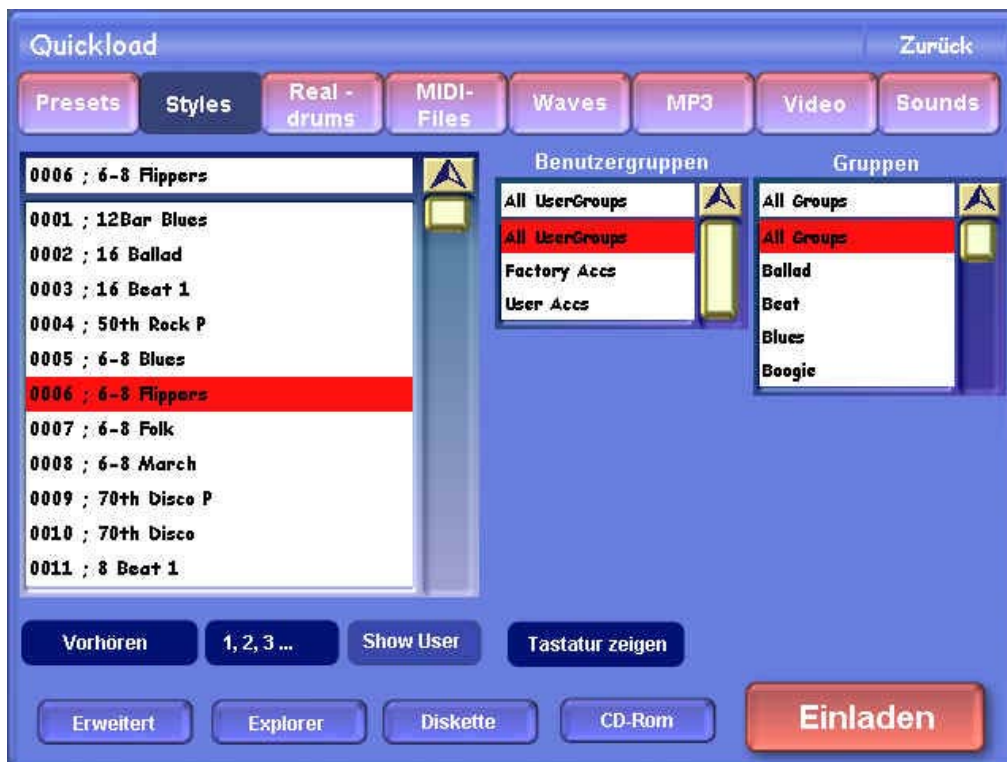 Quickload
Zurück
Presets
Styles
Real -
drums
MIDI-
Files
Waves
MP3
Video
Sounds
0006 ; 6-8 Flippers
0001 ; 12Bar Blues
0002 ; 16 Ballad
0003 ; 16 Beat 1
0004 ; 50th Rock P
0005 ; 6-8 Blues
0006 ; 6-8 Flippers
0007 ; 6-8 Folk
0008 ; 6-8 March
0009 ; 70th Disco P
0010 ; 70th Disco
0011 ; 8 Beat 1
Benutzergruppen
All UserGroups
All UserGroups
Factory Accs
User Accs
Gruppen
All Groups
All Groups
Ballad
Beat
Blues
Boogie
Vorhören
1, 2, 3 ...
Show User
Tastatur zeigen
Erweitert
Explorer
Diskette
CD-Rom
Einladen